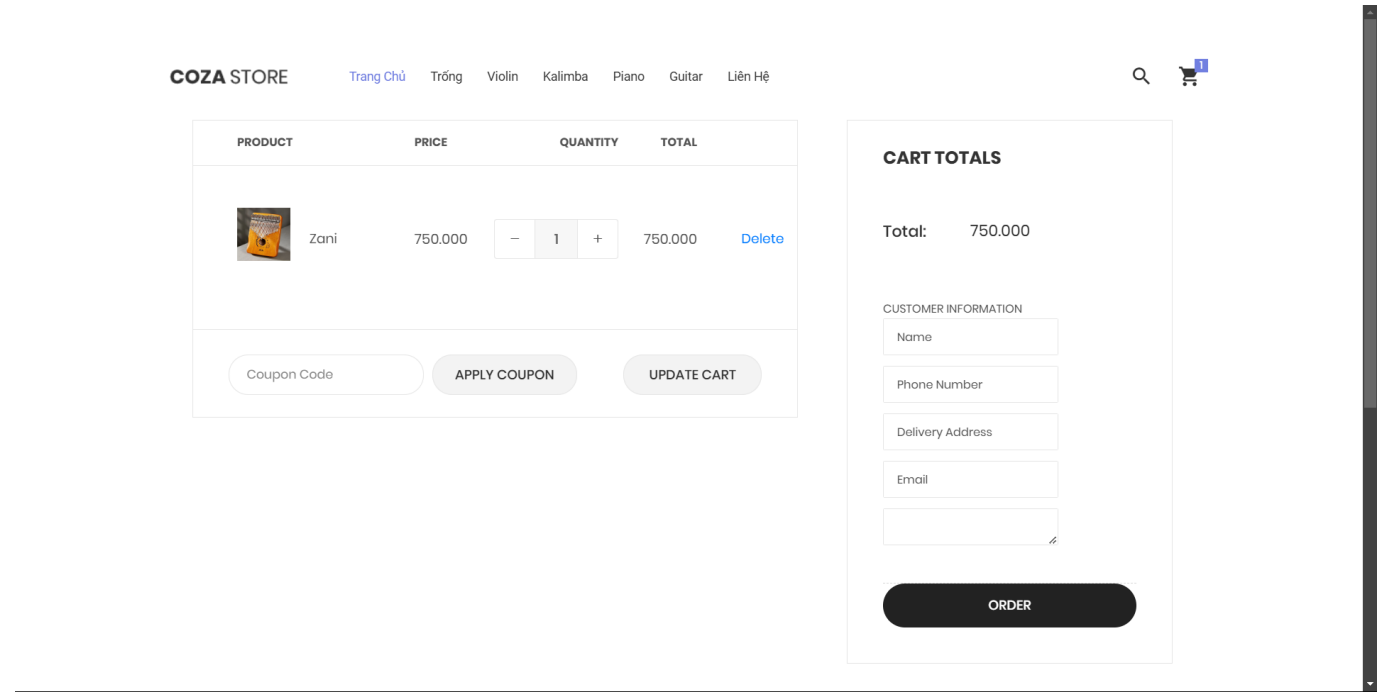 COZA STORE Trang Chủ Trống Violin Kalimba Piano Guitar Liên Hệ 1
PRODUCT PRICE QUANTITY TOTAL
Zani 750.000 − 1 + 750.000 Delete
Coupon Code APPLY COUPON UPDATE CART
CART TOTALS
Total: 750.000
CUSTOMER INFORMATION
Name
Phone Number
Delivery Address
Email
ORDER